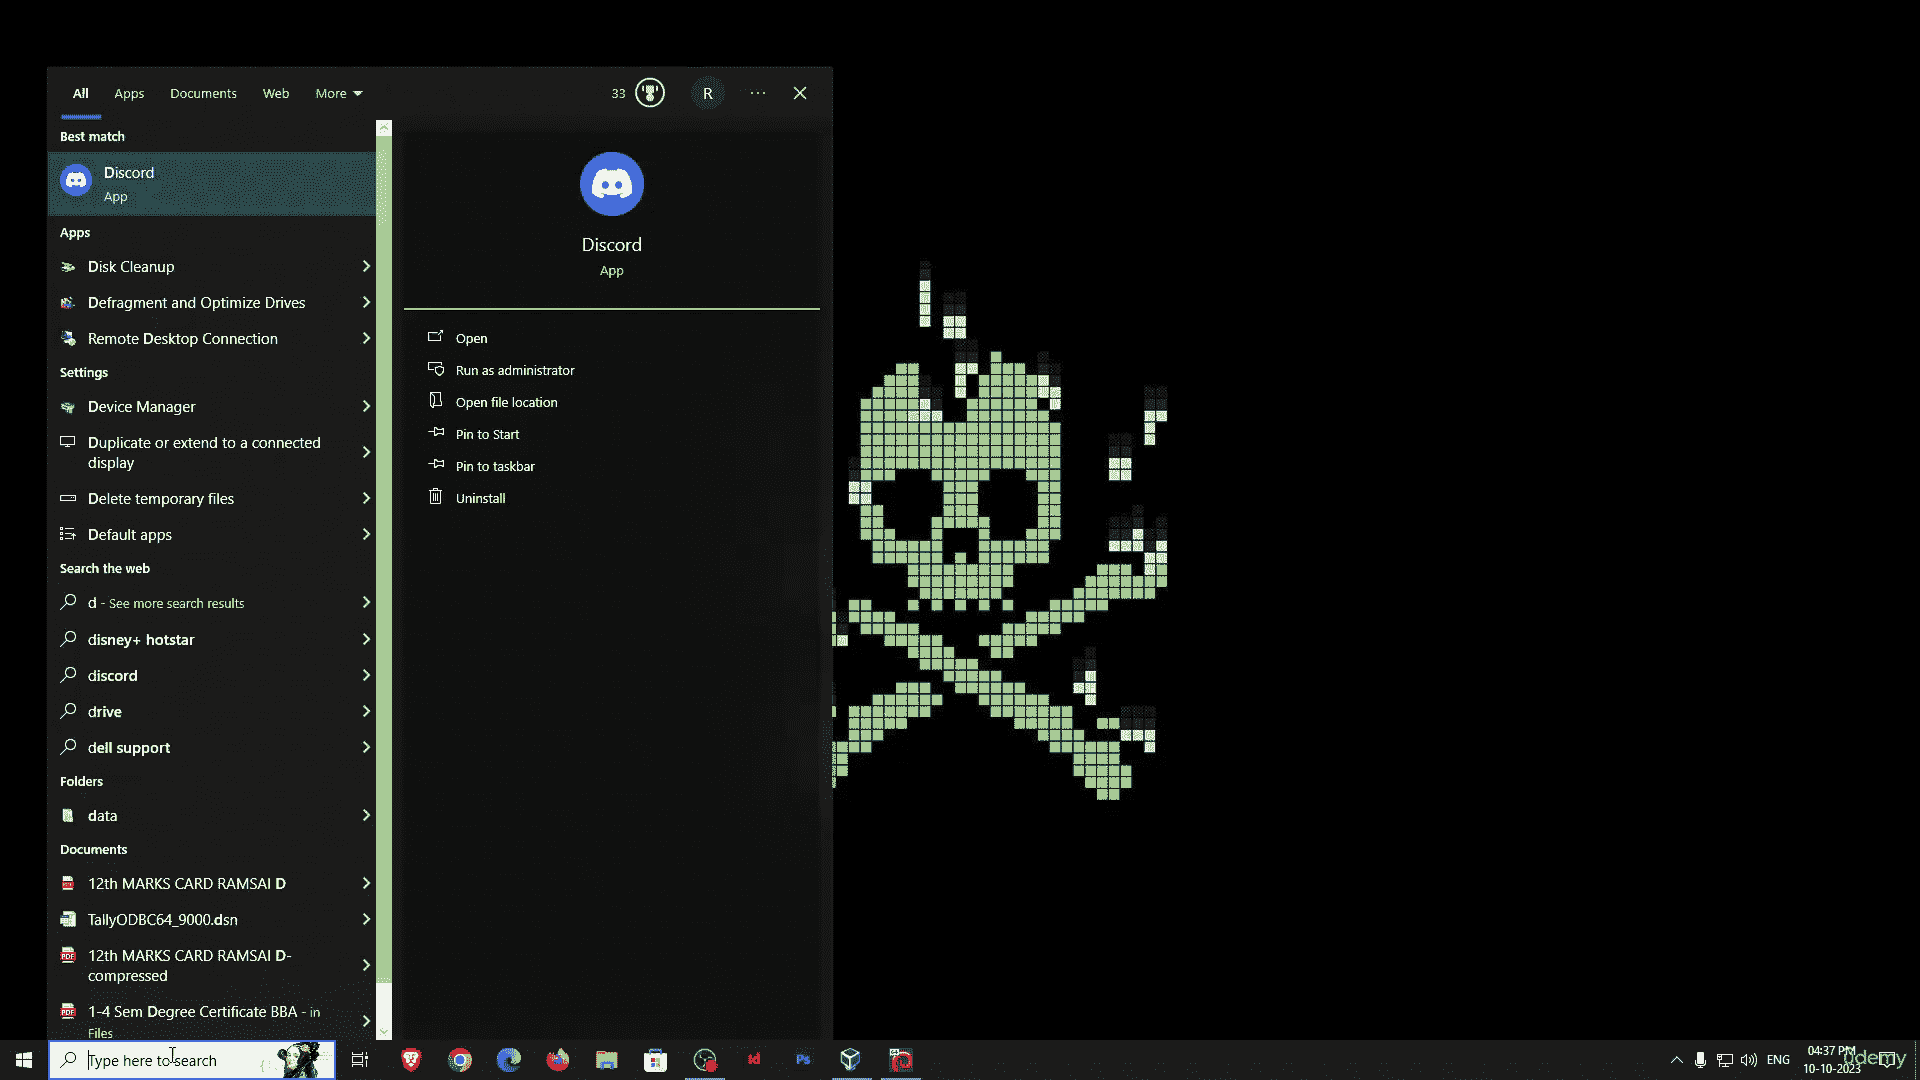 All Apps Documents Web More 33 R ···
Best match
Discord
App
Apps
Disk Cleanup
Defragment and Optimize Drives
Remote Desktop Connection
Settings
Device Manager
Duplicate or extend to a connected
display
Delete temporary files
Default apps
Search the web
d - See more search results
disney+ hotstar
discord
drive
dell support
Folders
data
Documents
12th MARKS CARD RAMSAI D
TallyODBC64_9000.dsn
12th MARKS CARD RAMSAI D-
compressed
1-4 Sem Degree Certificate BBA - in
Files
Discord
App
Open
Run as administrator
Open file location
Pin to Start
Pin to taskbar
Uninstall
Type here to search
Id
Ps
ENG
04:37 PM
10-10-2023
udemy